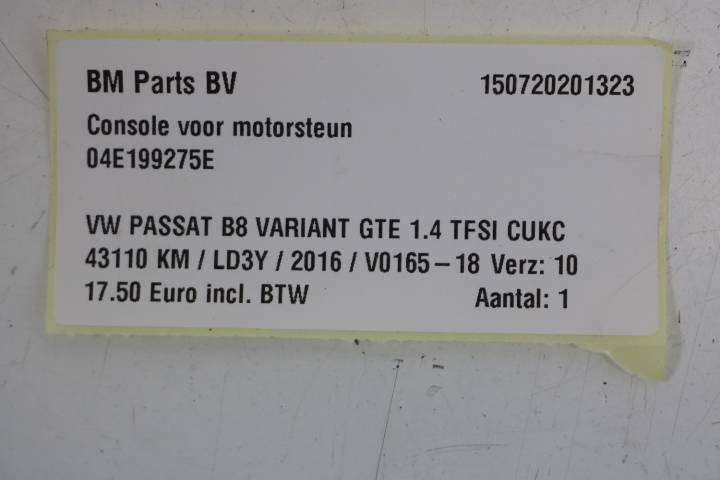 BM Parts BV 150720201323
Console voor motorsteun
04E199275E
VW PASSAT B8 VARIANT GTE 1.4 TFSI CUKC
43110 KM / LD3Y / 2016 / V0165-18 Verz: 10
17.50 Euro incl. BTW Aantal: 1